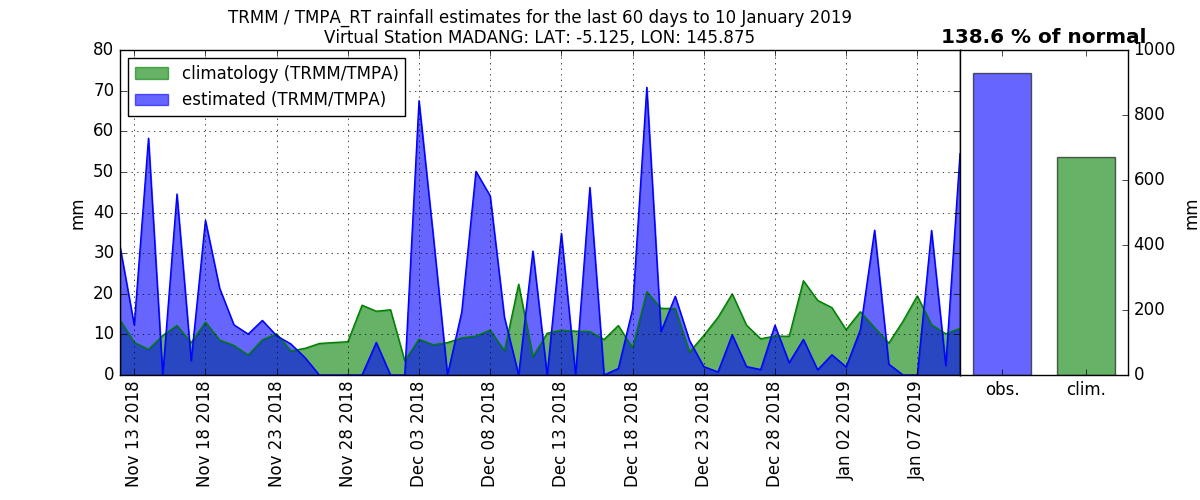 TRMM / TMPA_RT rainfall estimates for the last 60 days to 10 January 2019
Virtual Station MADANG: LAT: -5.125, LON: 145.875
138.6 % of normal
climatology (TRMM/TMPA)
estimated (TRMM/TMPA)
mm
80
70
60
50
40
30
20
10
0
Nov 13 2018
Nov 18 2018
Nov 23 2018
Nov 28 2018
Dec 03 2018
Dec 08 2018
Dec 13 2018
Dec 18 2018
Dec 23 2018
Dec 28 2018
Jan 02 2019
Jan 07 2019
obs.
clim.
1000
800
600
400
200
0
mm